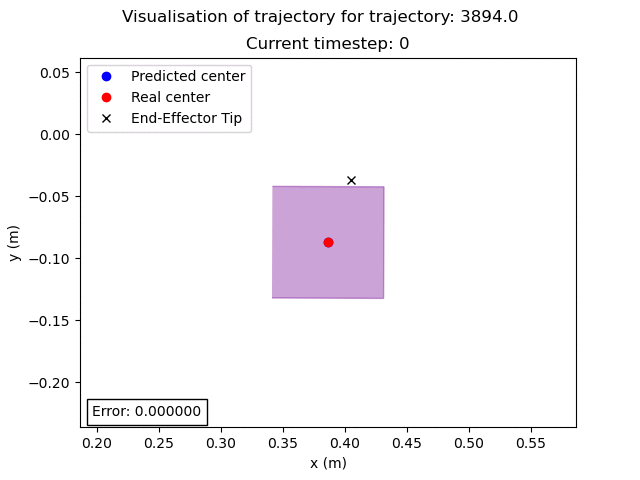 Visualisation of trajectory for trajectory: 3894.0
Current timestep: 0
Predicted center
Real center
End-Effector Tip
0.05
0.00
−0.05
−0.10
−0.15
−0.20
y (m)
Error: 0.000000
0.20 0.25 0.30 0.35 0.40 0.45 0.50 0.55
x (m)